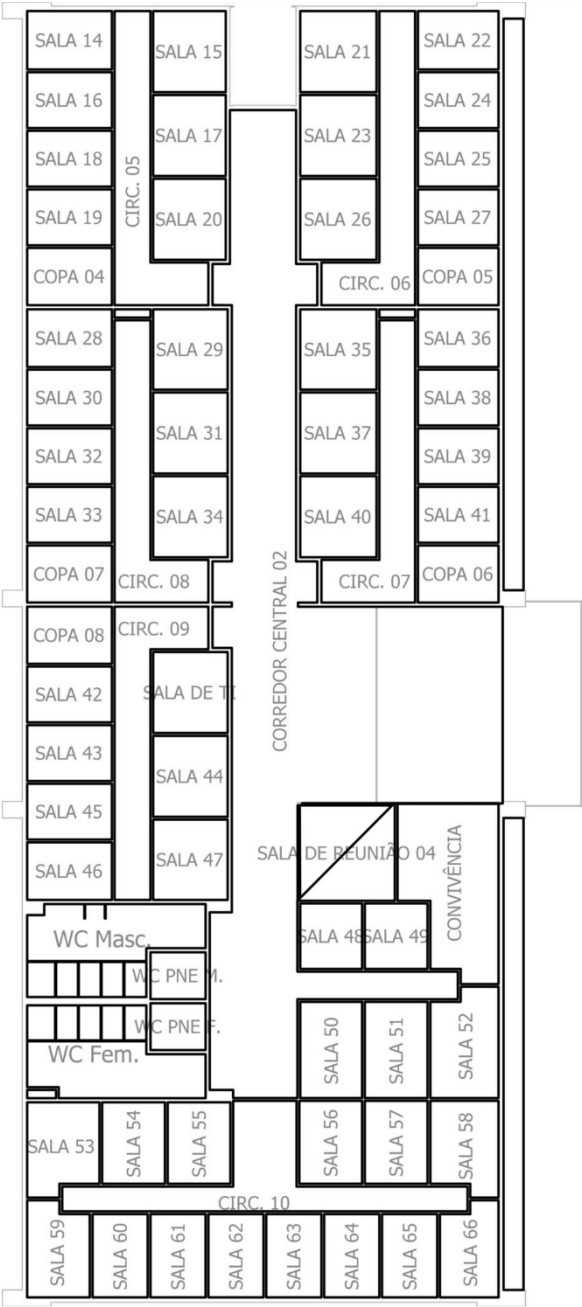 SALA 14
SALA 15
SALA 21
SALA 22
SALA 16
SALA 24
SALA 17
SALA 23
SALA 18
CIRC. 05
SALA 25
SALA 19
SALA 20
SALA 26
SALA 27
COPA 04
CIRC. 06
COPA 05
SALA 28
SALA 29
SALA 35
SALA 36
SALA 30
SALA 38
SALA 31
SALA 37
SALA 32
SALA 39
SALA 33
SALA 34
SALA 40
SALA 41
COPA 07
CIRC. 08
CIRC. 07
COPA 06
COPA 08
CIRC. 09
CORREDOR CENTRAL 02
SALA 42
SALA DE TI
SALA 43
SALA 44
SALA 45
SALA 46
SALA 47
SALA DE REUNIÃO 04
CONVIVÊNCIA
WC Masc.
SALA 48
SALA 49
WC PNE M.
WC PNE F.
WC Fem.
SALA 50
SALA 51
SALA 52
SALA 53
SALA 54
SALA 55
SALA 56
SALA 57
SALA 58
CIRC. 10
SALA 59
SALA 60
SALA 61
SALA 62
SALA 63
SALA 64
SALA 65
SALA 66